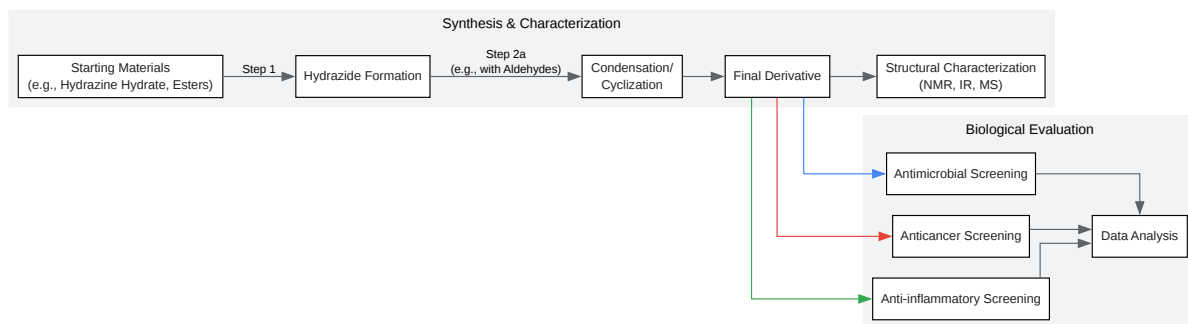 Synthesis & Characterization
Starting Materials
(e.g., Hydrazine Hydrate, Esters)
Step 1
Hydrazide Formation
Step 2a
(e.g., with Aldehydes)
Condensation/
Cyclization
Final Derivative
Structural Characterization
(NMR, IR, MS)
Biological Evaluation
Antimicrobial Screening
Anticancer Screening
Data Analysis
Anti-inflammatory Screening